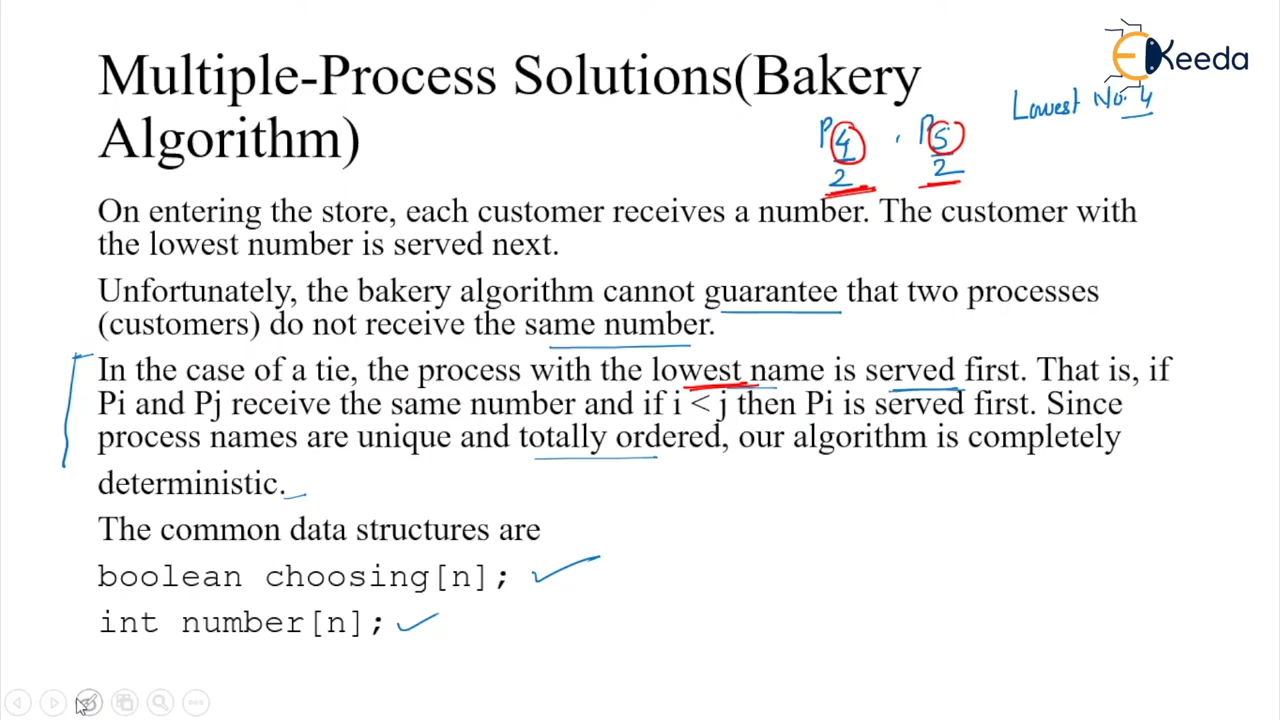 EKeeda
Multiple-Process Solutions(Bakery
Algorithm)
Lowest No. 4
P4 , P5
2 2
On entering the store, each customer receives a number. The customer with
the lowest number is served next.
Unfortunately, the bakery algorithm cannot guarantee that two processes
(customers) do not receive the same number.
In the case of a tie, the process with the lowest name is served first. That is, if
Pi and Pj receive the same number and if i < j then Pi is served first. Since
process names are unique and totally ordered, our algorithm is completely
deterministic.
The common data structures are
boolean choosing[n];
int number[n];